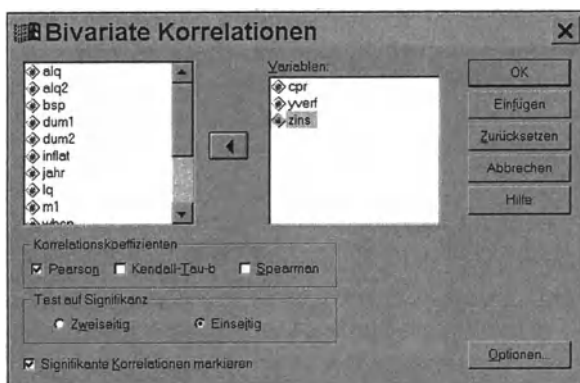 Bivariate Korrelationen
alq
alq2
bsp
dum1
dum2
inflat
jahr
lq
m1
Variablen:
cpr
yverf
zins
OK
Einfügen
Zurücksetzen
Abbrechen
Hilfe
Korrelationskoeffizienten
Pearson Kendall-Tau-b Spearman
Test auf Signifikanz
Zweiseitig Einseitig
Signifikante Korrelationen markieren
Optionen...